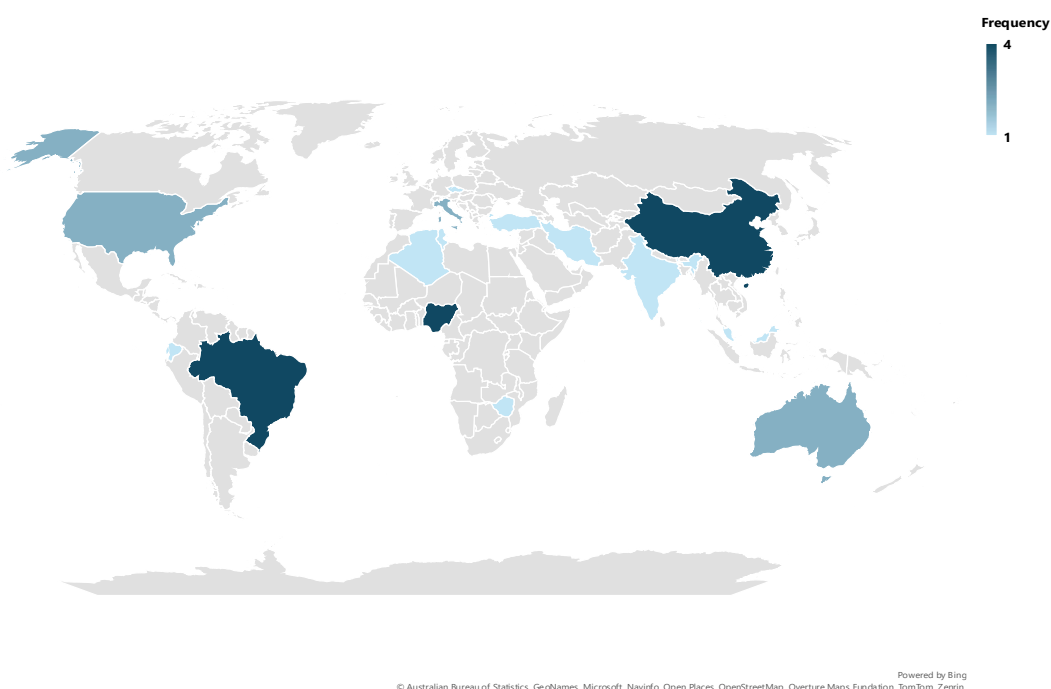 Frequency
4
1
Powered by Bing
© Australian Bureau of Statistics, GeoNames, Microsoft, Navinfo, Open Places, OpenStreetMap, Overture Maps Fundation, TomTom, Zenrin